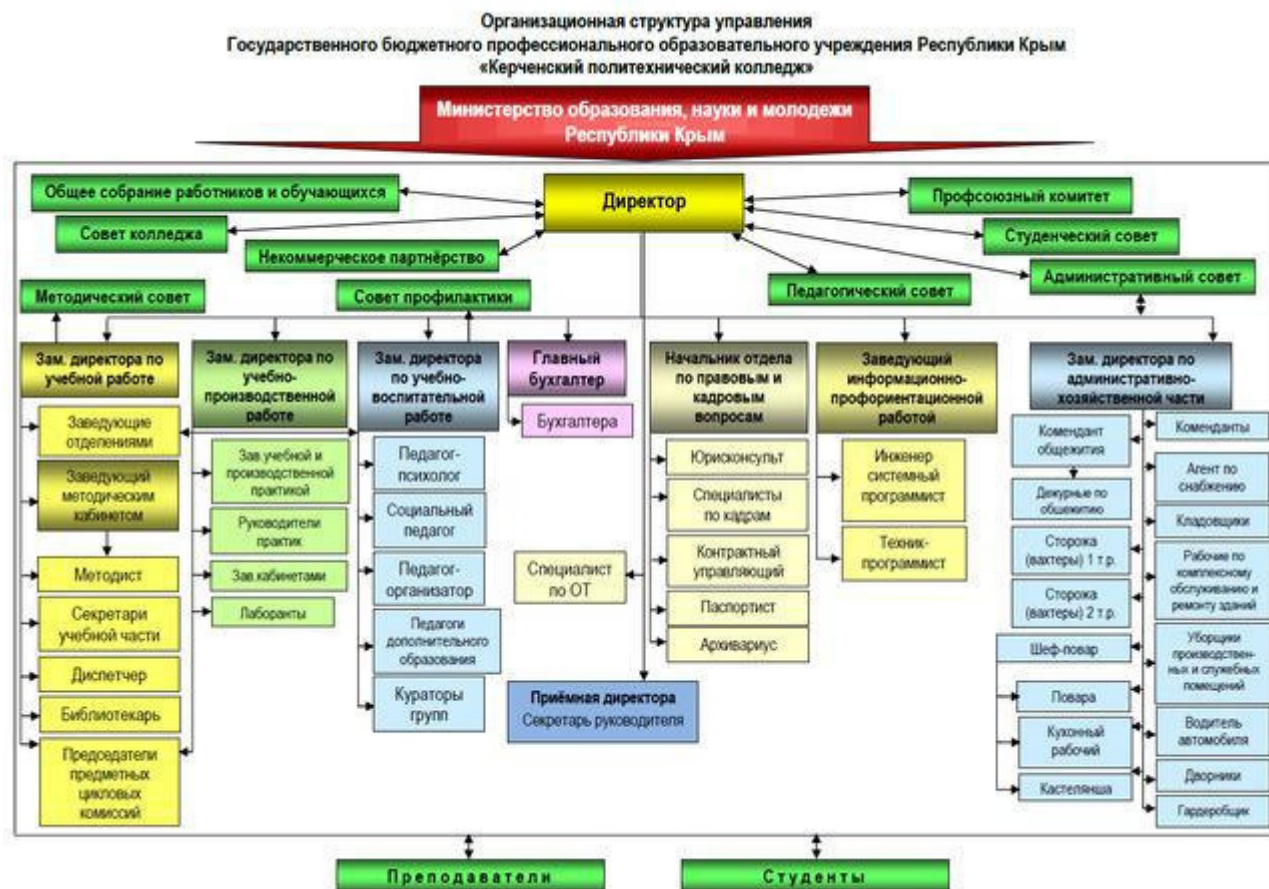 Организационная структура управления
Государственного бюджетного профессионального образовательного учреждения Республики Крым
«Керченский политехнический колледж»
Министерство образования, науки и молодежи
Республики Крым
Общее собрание работников и обучающихся
Директор
Профсоюзный комитет
Совет колледжа
Студенческий совет
Некоммерческое партнёрство
Административный совет
Методический совет
Совет профилактики
Педагогический совет
Зам. директора по
учебной работе
Заведующие
отделениями
Заведующий
методическим
кабинетом
Методист
Секретари
учебной части
Диспетчер
Библиотекарь
Председатели
предметных
цикловых
комиссий
Зам. директора по
учебно-
производственной
работе
Зав.учебной и
производственной
практикой
Руководители
практик
Зав.кабинетами
Лаборанты
Зам. директора
по учебно-
воспитательной
работе
Педагог-
психолог
Социальный
педагог
Педагог-
организатор
Педагоги
дополнительного
образования
Кураторы
групп
Главный
бухгалтер
Бухгалтера
Специалист
по ОТ
Приёмная директора
Секретарь руководителя
Начальник отдела
по правовым и
кадровым
вопросам
Юрисконсульт
Специалисты
по кадрам
Контрактный
управляющий
Паспортист
Архивариус
Заведующий
информационно-
профориентационной
работой
Инженер
системный
программист
Техник-
программист
Зам. директора по
административно-
хозяйственной части
Комендант
общежития
Дежурные по
общежитию
Сторожа
(вахтеры) 1 т.р.
Сторожа
(вахтеры) 2 т.р.
Шеф-повар
Повара
Кухонный
рабочий
Кастелянша
Коменданты
Агент по
снабжению
Кладовщики
Рабочие по
комплексному
обслуживанию и
ремонту зданий
Уборщики
производствен-
ных и служебных
помещений
Водитель
автомобиля
Дворники
Гардеробщик
Преподаватели
Студенты